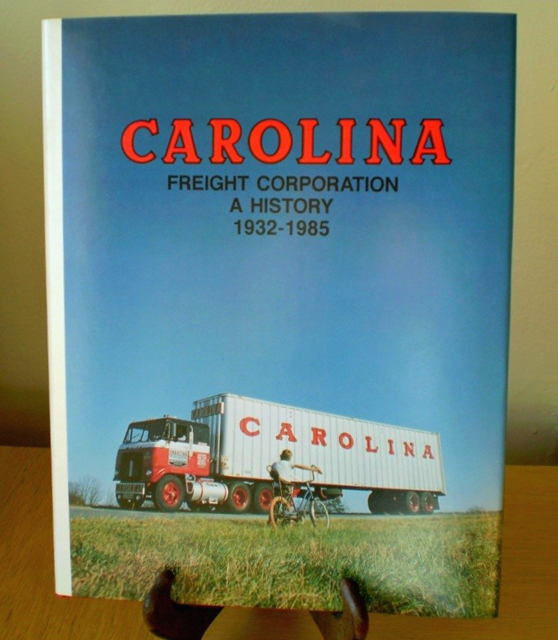 CAROLINA
FREIGHT CORPORATION
A HISTORY
1932-1985
CAROLINA